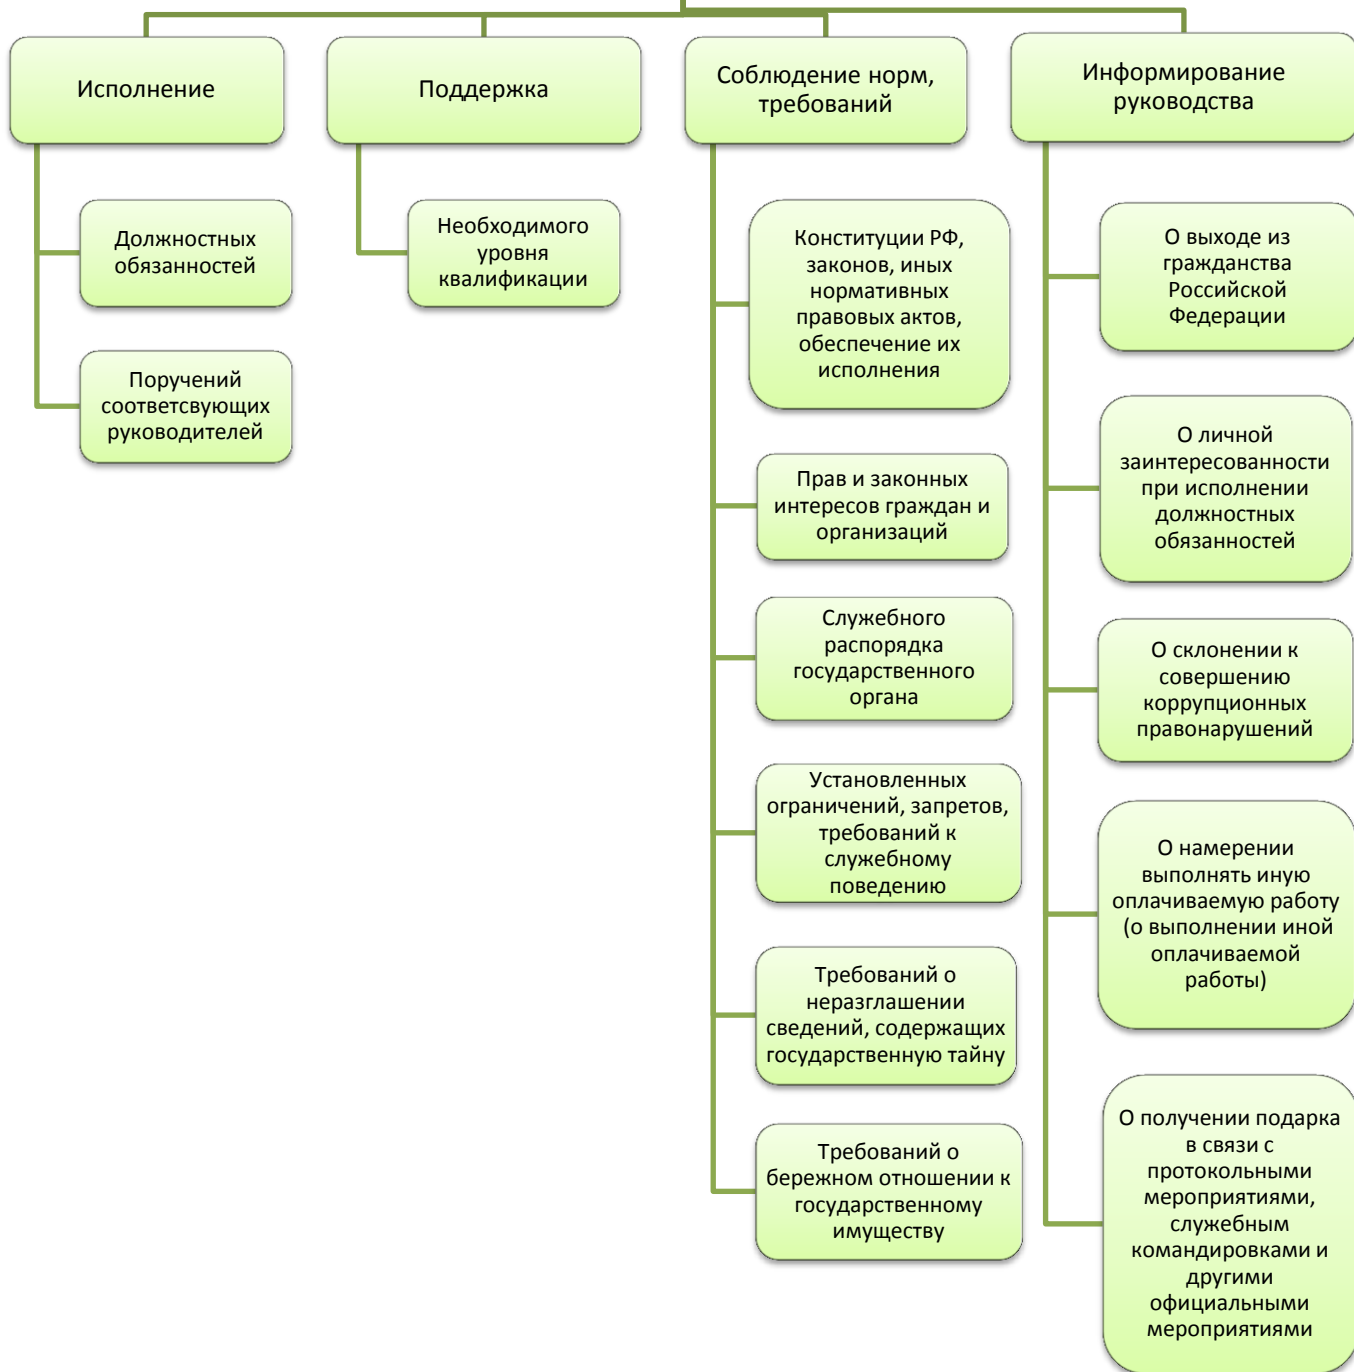 Исполнение
Должностных
обязанностей
Поручений
соответсвующих
руководителей
Поддержка
Необходимого
уровня
квалификации
Соблюдение норм,
требований
Конституции РФ,
законов, иных
нормативных
правовых актов,
обеспечение их
исполнения
Прав и законных
интересов граждан и
организаций
Служебного
распорядка
государственного
органа
Установленных
ограничений, запретов,
требований к
служебному
поведению
Требований о
неразглашении
сведений, содержащих
государственную тайну
Требований о
бережном отношении к
государственному
имуществу
Информирование
руководства
О выходе из
гражданства
Российской
Федерации
О личной
заинтересованности
при исполнении
должностных
обязанностей
О склонении к
совершению
коррупционных
правонарушений
О намерении
выполнять иную
оплачиваемую работу
(о выполнении иной
оплачиваемой
работы)
О получении подарка
в связи с
протокольными
мероприятиями,
служебным
командировками и
другими
официальными
мероприятиями